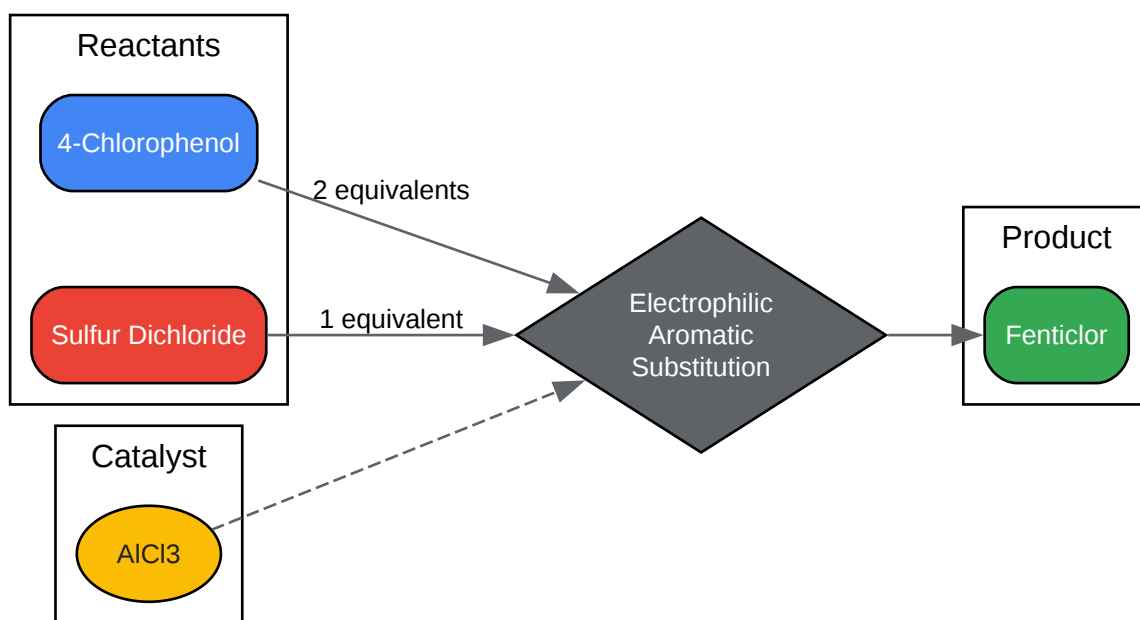 Reactants
4-Chlorophenol
2 equivalents
Sulfur Dichloride
1 equivalent
Catalyst
AlCl3
Electrophilic
Aromatic
Substitution
Product
Fenticlor